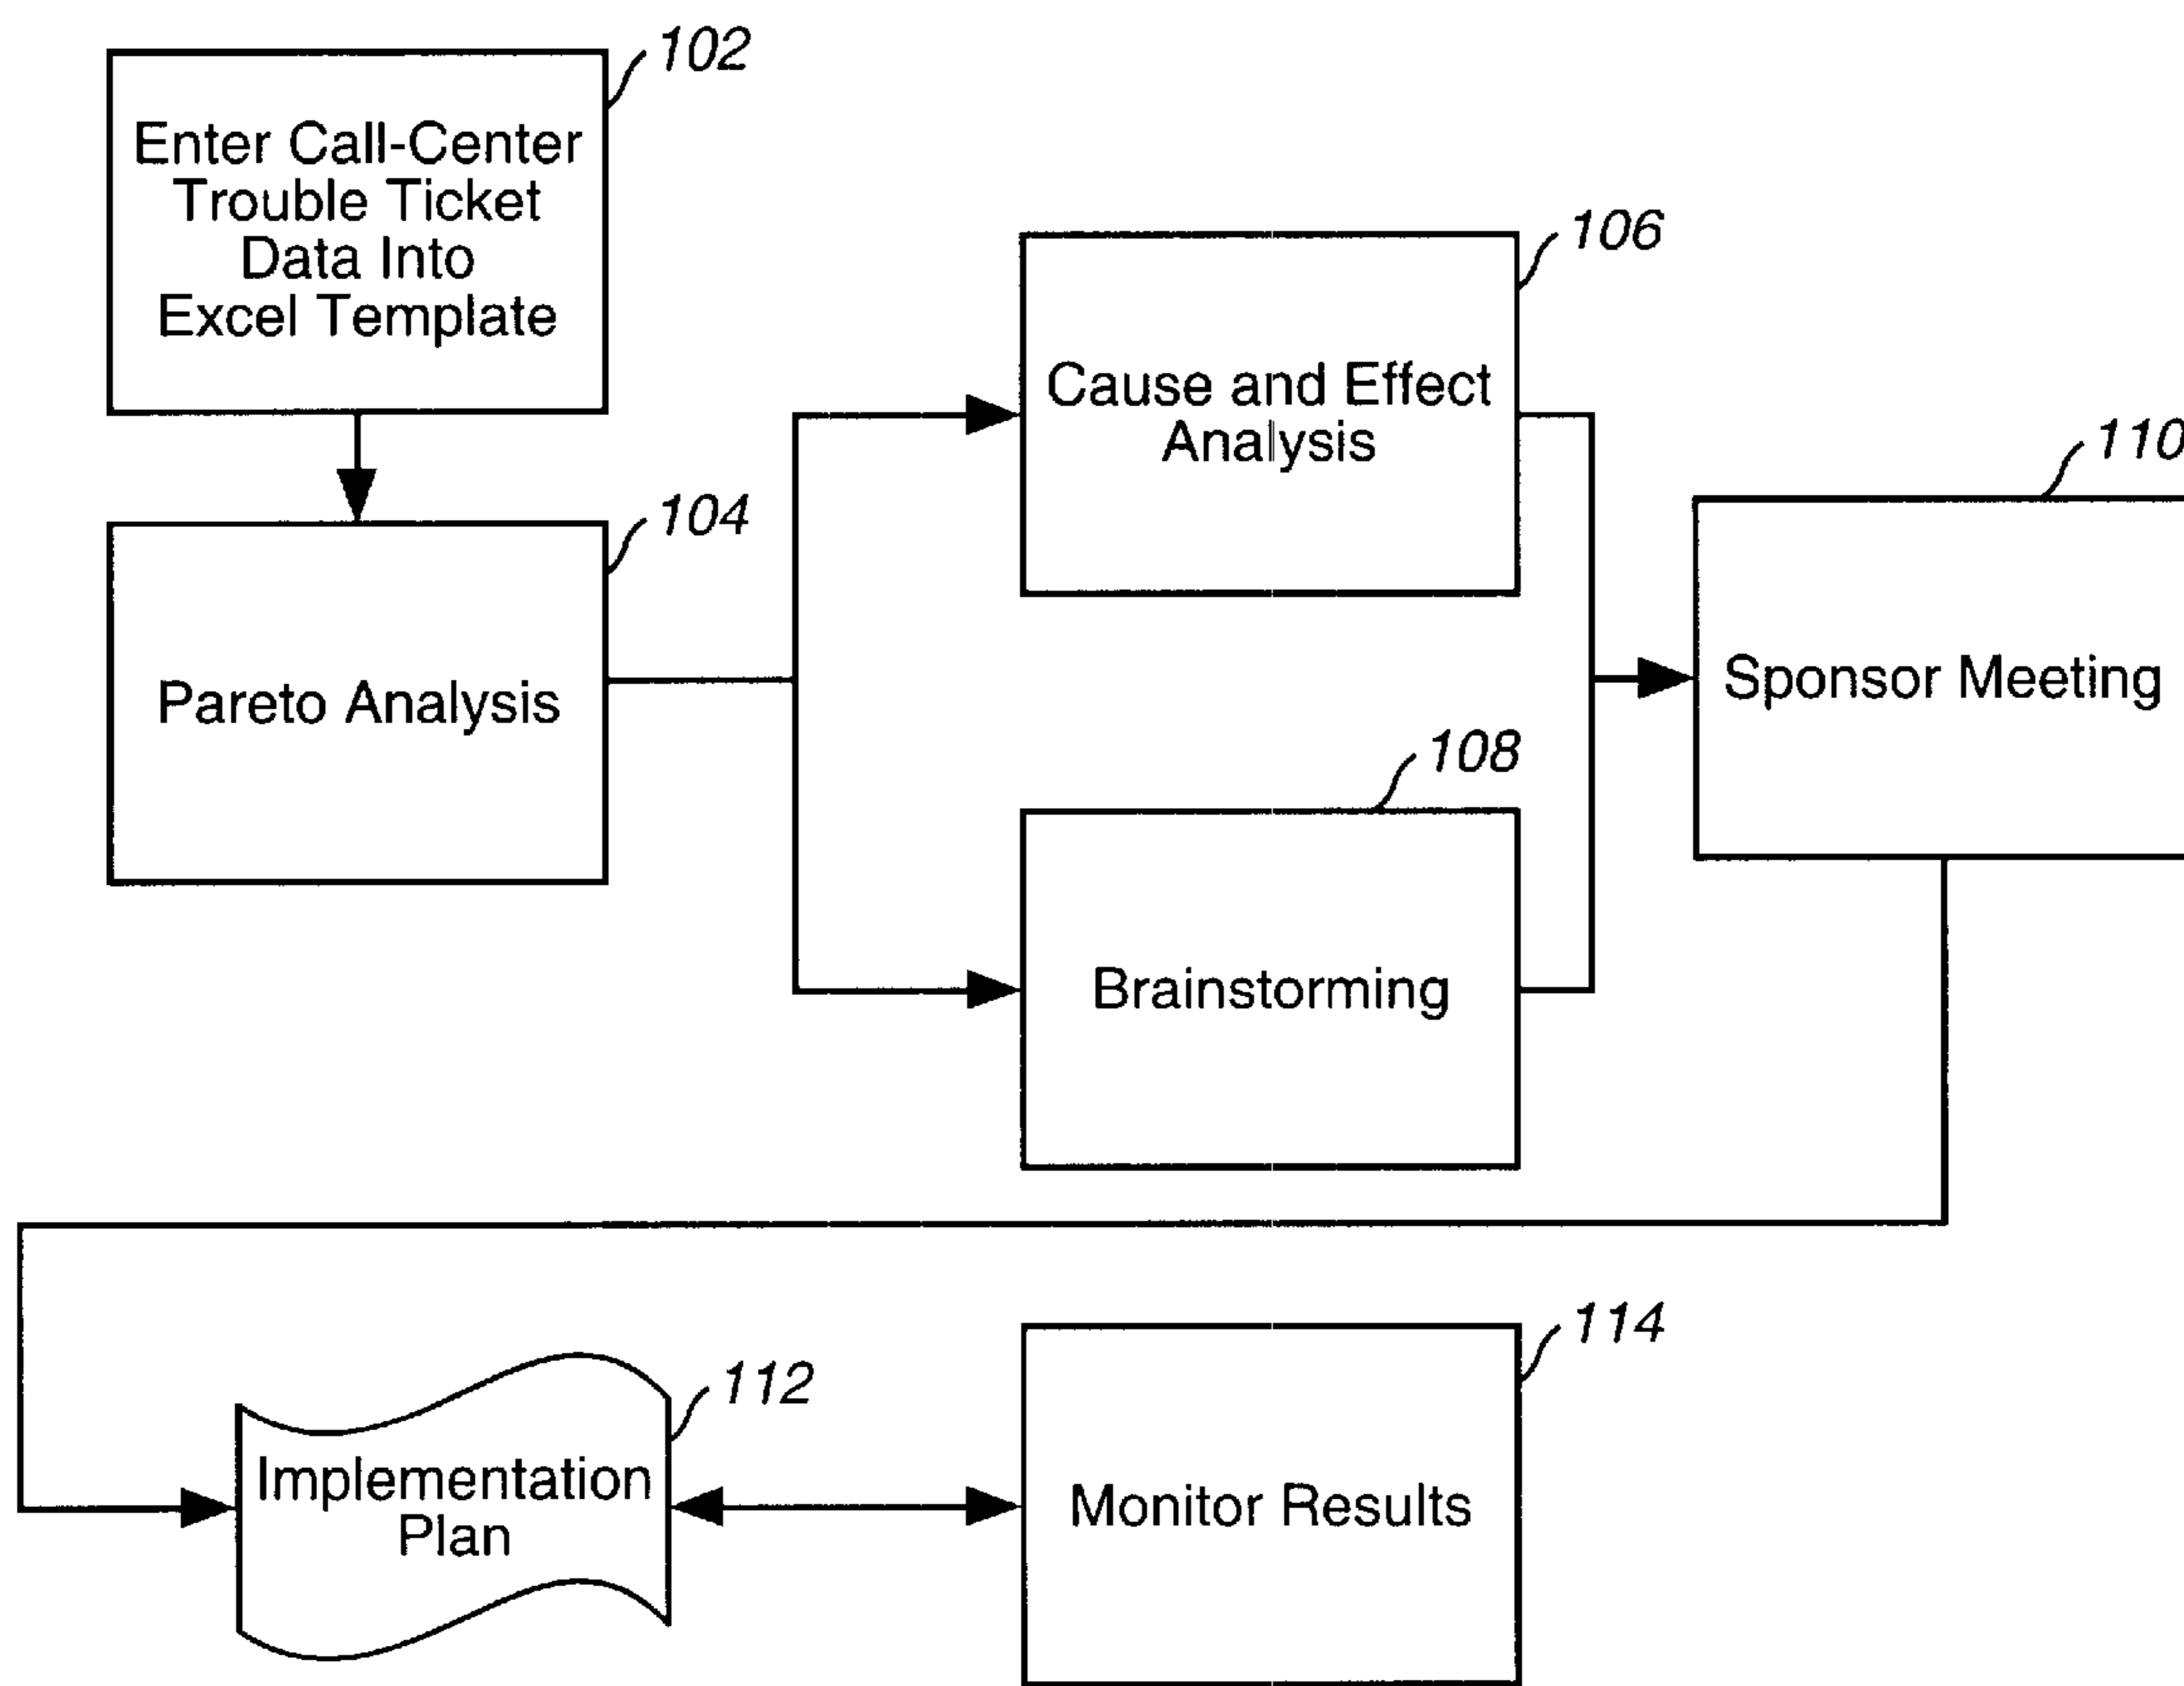 102
Enter Call-Center
Trouble Ticket
Data Into
Excel Template
104
Pareto Analysis
106
Cause and Effect
Analysis
108
Brainstorming
110
Sponsor Meeting
112
Implementation
Plan
114
Monitor Results